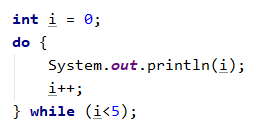 int i = 0;
do {
    System.out.println(i);
    i++;
} while (i<5);